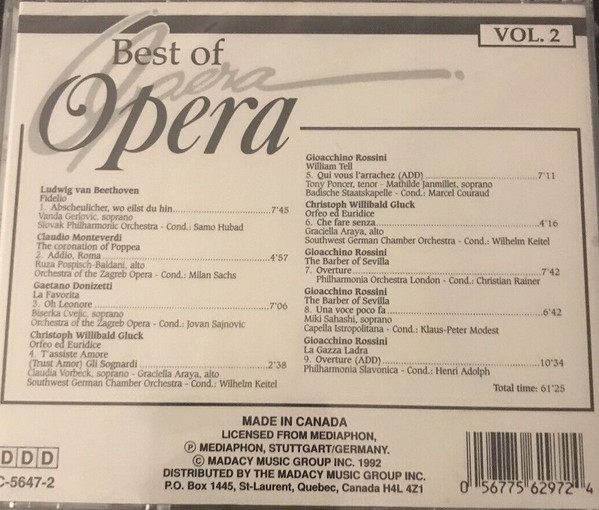 VOL. 2
Best of
Opera
Opera
Ludwig van Beethoven
Fidelio
1. Abscheulicher, wo eilst du hin 7'45
Vanda Gerlovic, soprano
Slovak Philharmonic Orchestra - Cond.: Samo Hubad
Claudio Monteverdi
The coronation of Poppea
2. Addio, Roma 4'57
Ruza Pospisch-Baldani, alto
Orchestra of the Zagreb Opera - Cond.: Milan Sachs
Gaetano Donizetti
La Favorita
3. Oh Leonore 7'06
Biserka Cvejic, soprano
Orchestra of the Zagreb Opera - Cond.: Jovan Sajnovic
Christoph Willibald Gluck
Orfeo ed Euridice
4. T'assiste Amore
(Trust Amor) Gli Sognardi 2'38
Claudia Vorbeck, soprano - Graciella Araya, alto
Southwest German Chamber Orchestra - Cond.: Wilhelm Keitel
Gioacchino Rossini
William Tell
5. Qui vous l'arrachez (ADD) 7'11
Tony Poncer, tenor - Mathilde Janmillet, soprano
Badische Staatskapelle - Cond.: Marcel Couraud
Christoph Willibald Gluck
Orfeo ed Euridice
6. Che fare senza 4'16
Graciella Araya, alto
Southwest German Chamber Orchestra - Cond.: Wilhelm Keitel
Gioacchino Rossini
The Barber of Sevilla
7. Overture 7'42
Philharmonia Orchestra London - Cond.: Christian Rainer
Gioacchino Rossini
The Barber of Sevilla
8. Una voce poco fa 6'42
Miki Sahashi, soprano
Capella Istropolitana - Cond.: Klaus-Peter Modest
Gioacchino Rossini
La Gazza Ladra
9. Overture (ADD) 10'34
Philharmonia Slavonica - Cond.: Henri Adolph
Total time: 61'25
DDD
C-5647-2
MADE IN CANADA
LICENSED FROM MEDIAPHON,
℗ MEDIAPHON, STUTTGART/GERMANY.
© MADACY MUSIC GROUP INC. 1992
DISTRIBUTED BY THE MADACY MUSIC GROUP INC.
P.O. Box 1445, St-Laurent, Quebec, Canada H4L 4Z1
0 56775 62972 4